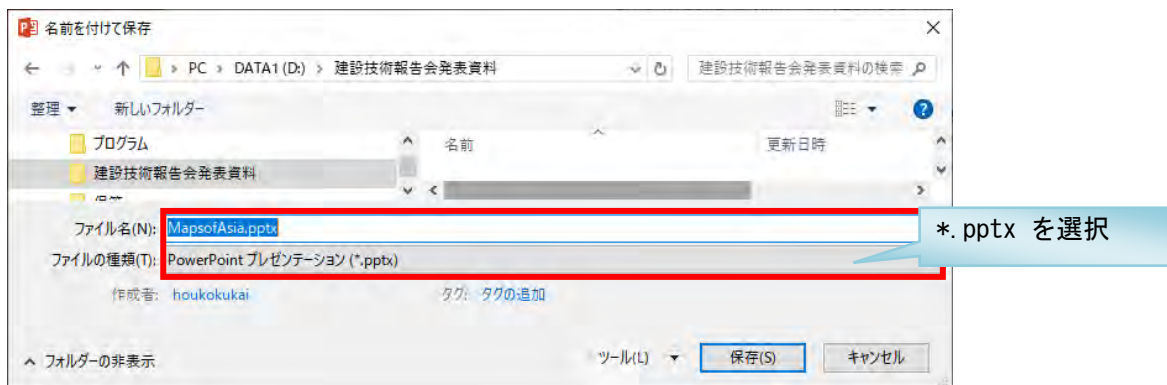 名前を付けて保存
PC › DATA1 (D:) › 建設技術報告会発表資料
建設技術報告会発表資料の検索
整理
新しいフォルダー
プログラム
名前
更新日時
建設技術報告会発表資料
ファイル名(N): MapsofAsia.pptx
*.pptx を選択
ファイルの種類(T): PowerPoint プレゼンテーション (*.pptx)
作成者: houkokukai
タグ: タグの追加
フォルダーの非表示
ツール(L)
保存(S)
キャンセル